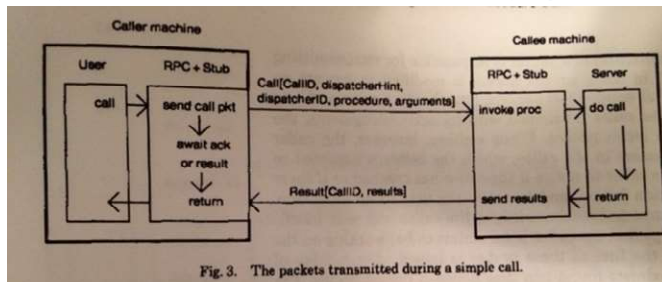 Caller machine
User
RPC + Stub
call
send call pkt
await ack
or result
return
Call[CallID, dispatcherHint,
dispatcherID, procedure, arguments]
Result[CallID, results]
Callee machine
RPC + Stub
Server
invoke proc
do call
send results
return
Fig. 3. The packets transmitted during a simple call.